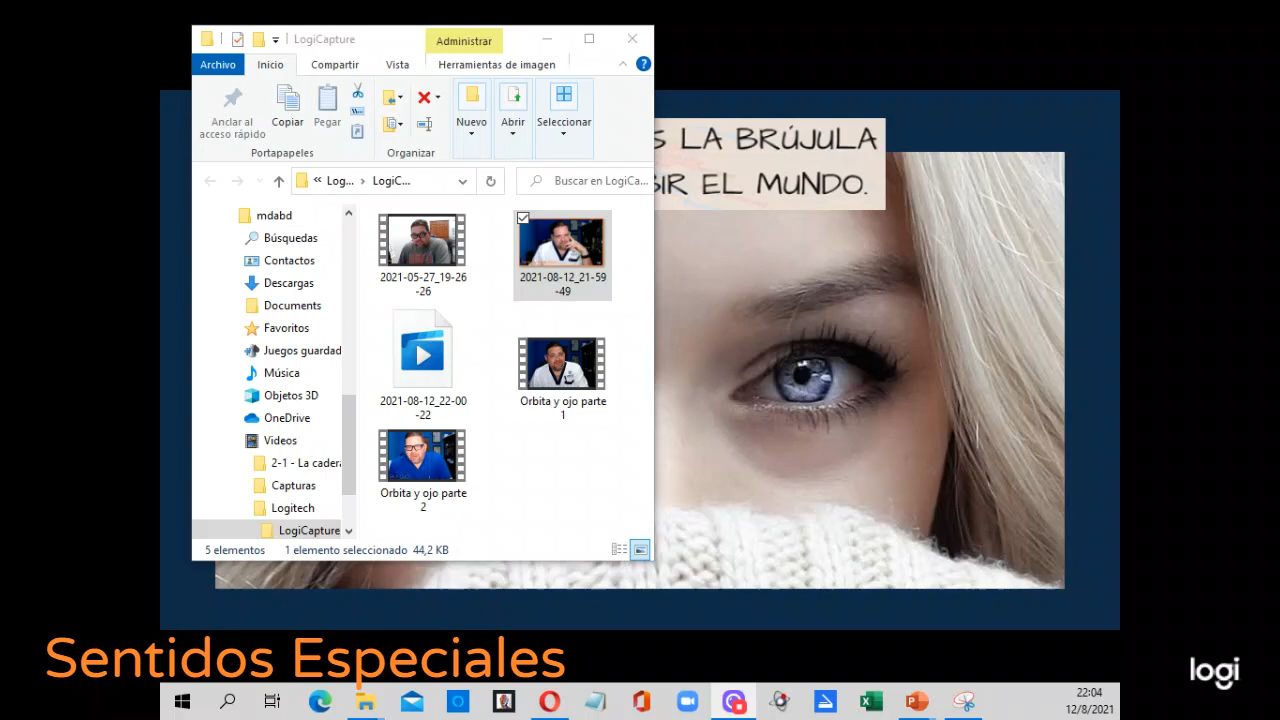 LogiCapture
Administrar
Archivo
Inicio
Compartir
Vista
Herramientas de imagen
Anclar al
acceso rápido
Copiar
Pegar
Nuevo
Abrir
Seleccionar
Portapapeles
Organizar
« Log... › LogiC...
Buscar en LogiCa...
mdabd
Búsquedas
Contactos
Descargas
Documents
Favoritos
Juegos guardad
Música
Objetos 3D
OneDrive
Videos
2-1 - La cader
Capturas
Logitech
LogiCapture
2021-05-27_19-26
-26
2021-08-12_21-59
-49
2021-08-12_22-00
-22
Orbita y ojo parte
1
Orbita y ojo parte
2
5 elementos
1 elemento seleccionado 44,2 KB
S LA BRÚJULA
BIR EL MUNDO.
Sentidos Especiales
logi
22:04
12/8/2021